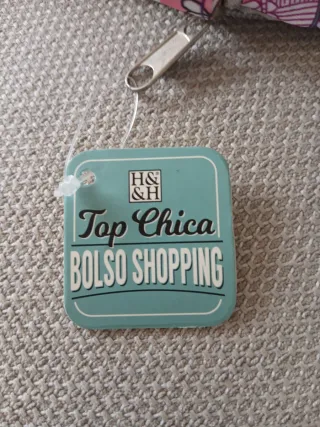 H&
&H
Top Chica
BOLSO SHOPPING